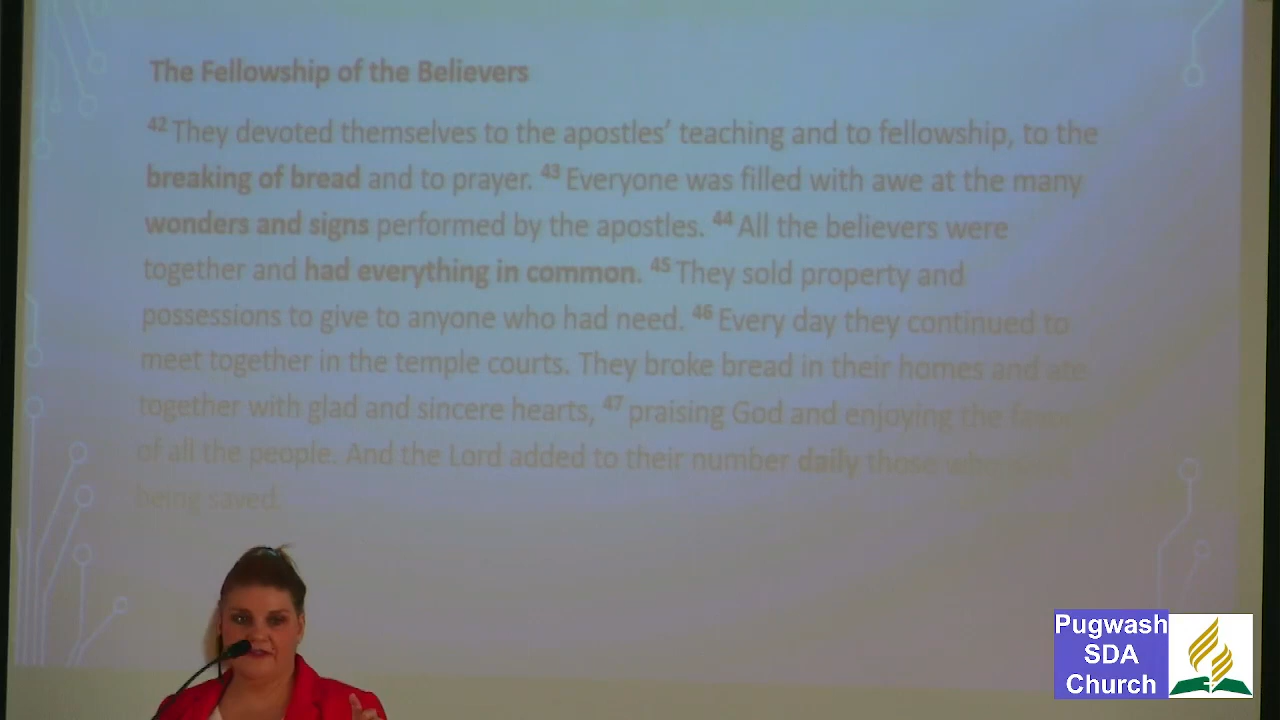 The Fellowship of the Believers
42 They devoted themselves to the apostles' teaching and to fellowship, to the
breaking of bread and to prayer. 43 Everyone was filled with awe at the many
wonders and signs performed by the apostles. 44 All the believers were
together and had everything in common. 45 They sold property and
possessions to give to anyone who had need. 46 Every day they continued to
meet together in the temple courts. They broke bread in their homes and ate
together with glad and sincere hearts, 47 praising God and enjoying the
of all the people. And the Lord added to their number daily those who
being saved.
Pugwash
SDA
Church